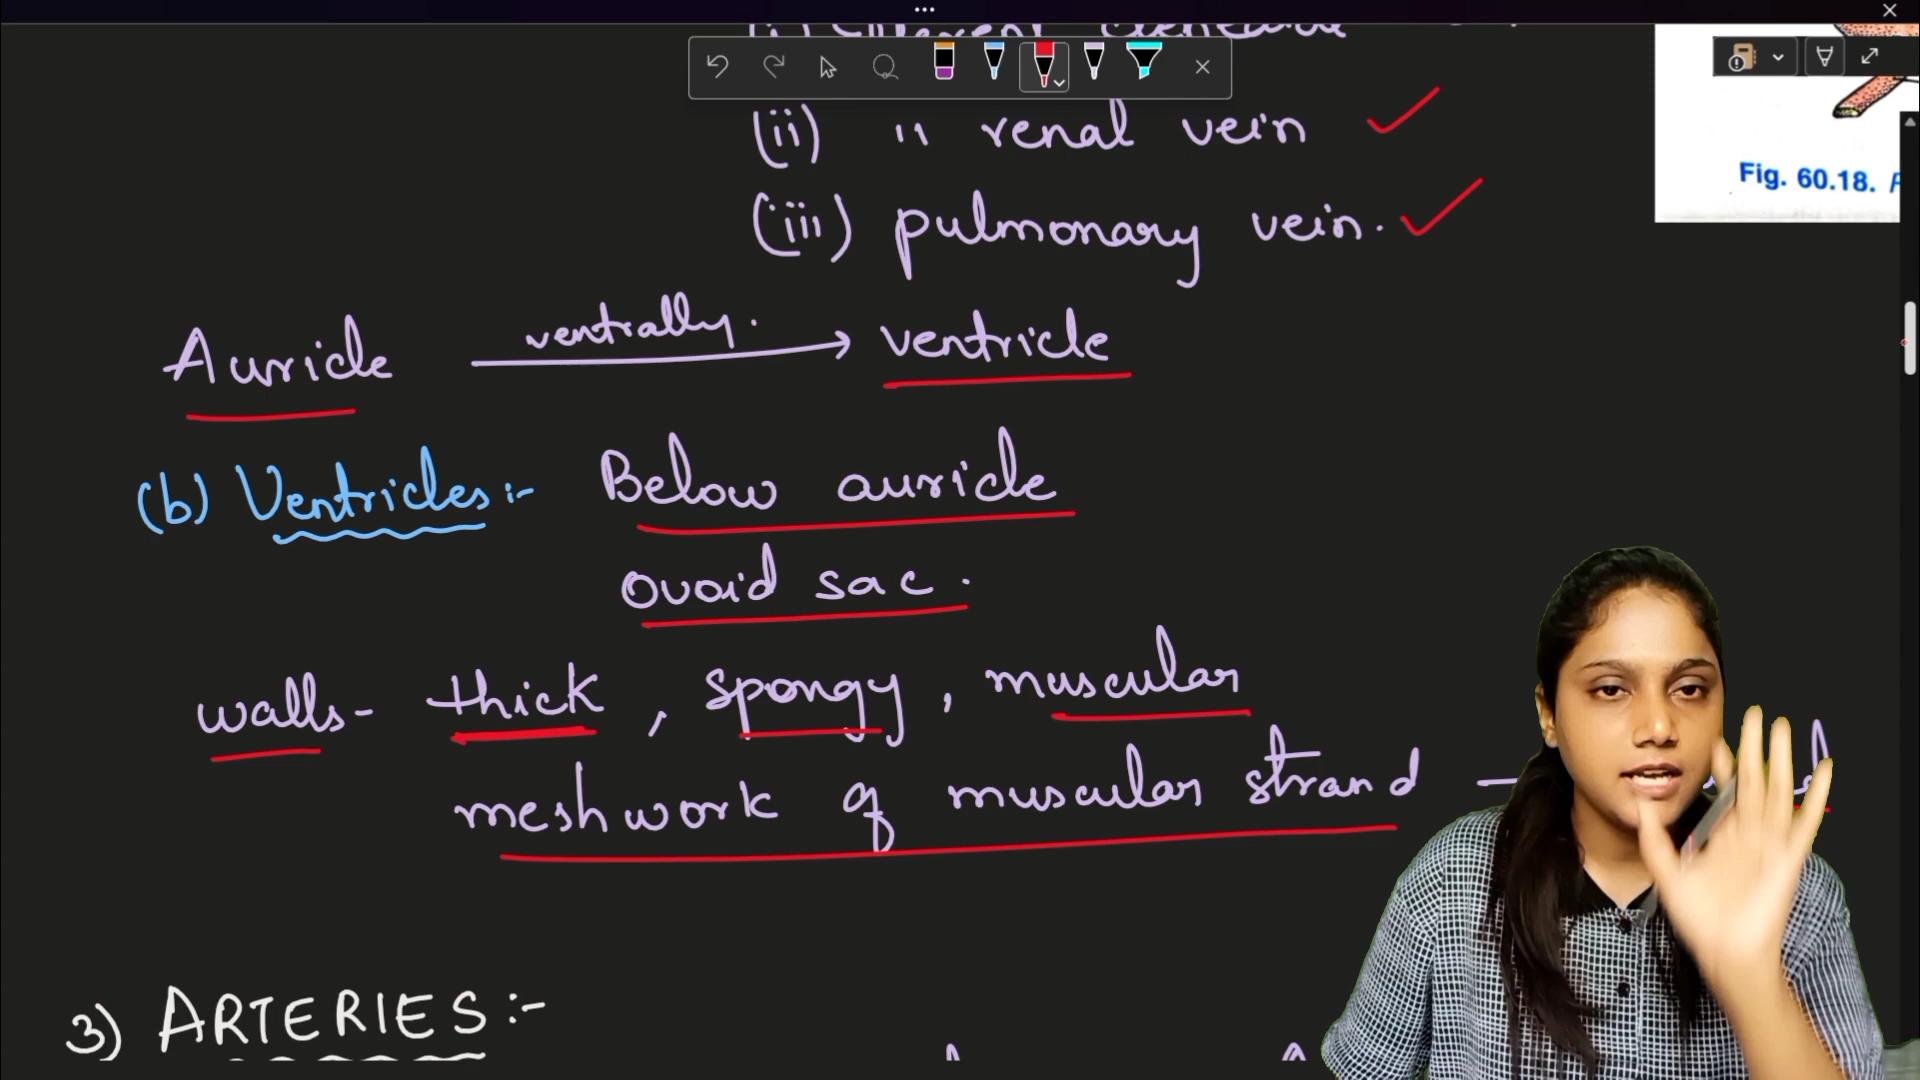 (ii) " renal vein
Fig. 60.18.
(iii) pulmonary vein.
Auricle ventrally. ventricle
(b) Ventricles:- Below auricle
Ovoid sac.
walls- thick, spongy, muscular
meshwork of muscular strand -
3) ARTERIES:-